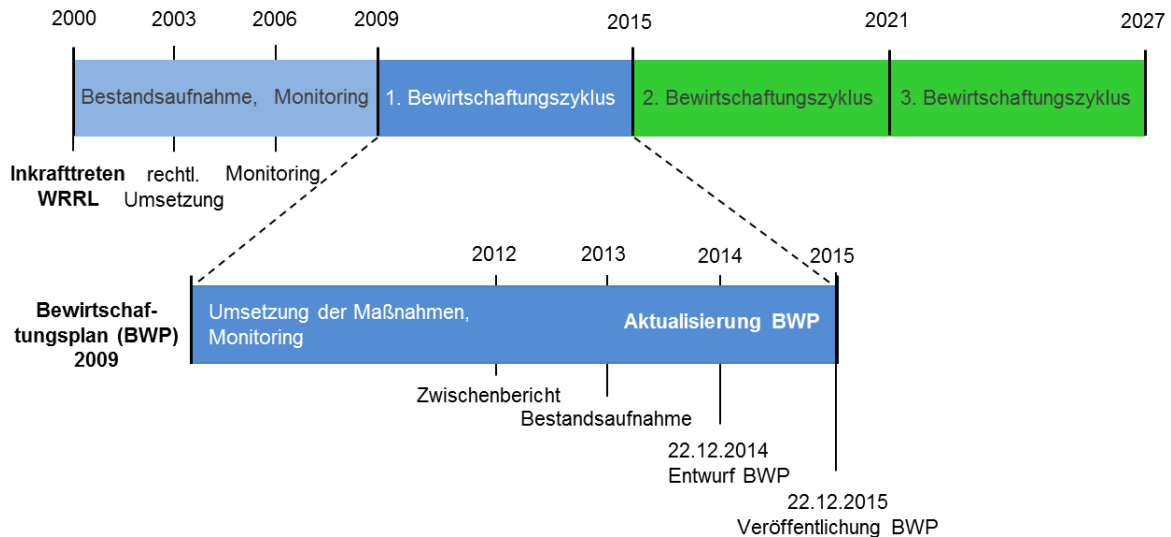 2000 2003 2006 2009 2015 2021 2027
Bestandsaufnahme, Monitoring 1. Bewirtschaftungszyklus 2. Bewirtschaftungszyklus 3. Bewirtschaftungszyklus
Inkrafttreten
WRRL
rechtl.
Umsetzung
Monitoring
2012 2013 2014 2015
Bewirtschaf-
tungsplan (BWP)
2009
Umsetzung der Maßnahmen,
Monitoring
Aktualisierung BWP
Zwischenbericht
Bestandsaufnahme
22.12.2014
Entwurf BWP
22.12.2015
Veröffentlichung BWP